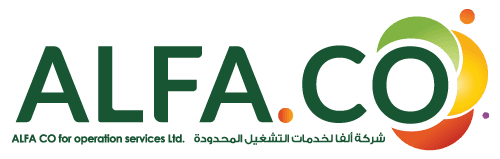 ALFA.CO
ALFA CO for operation services Ltd. شركة ألفا لخدمات التشغيل المحدودة